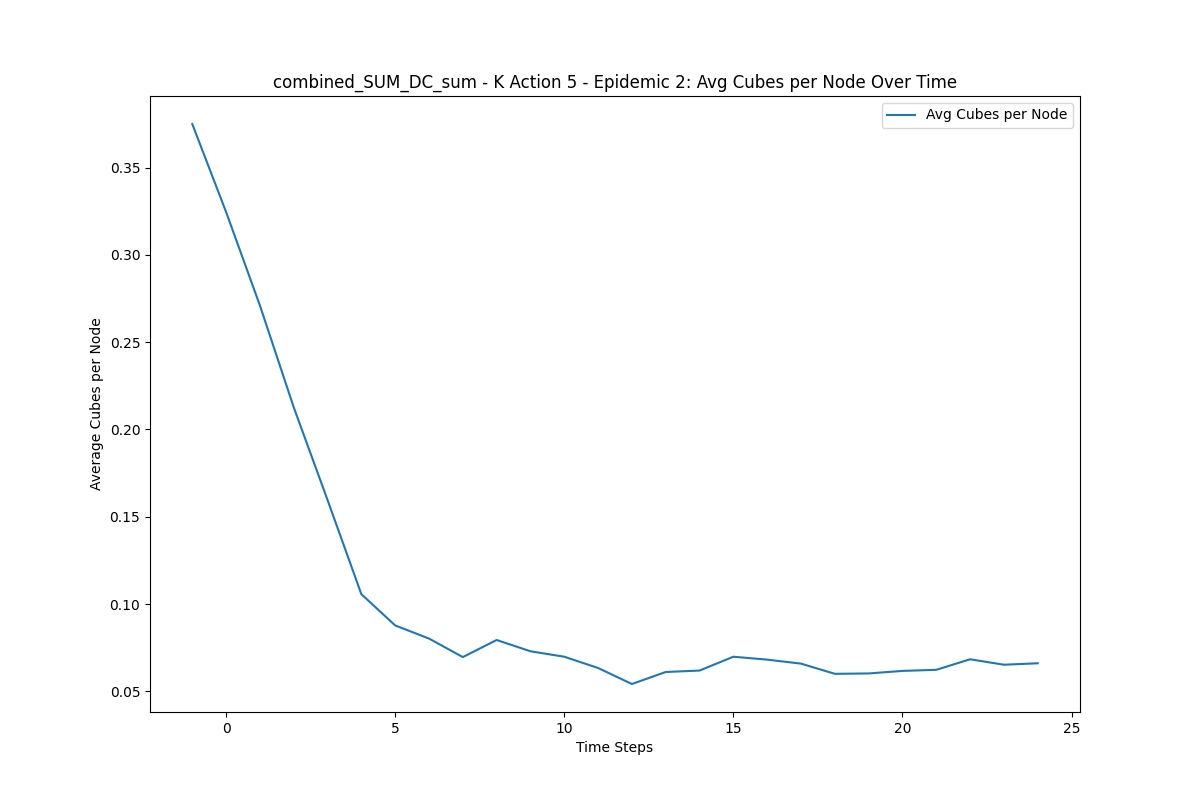 combined_SUM_DC_sum - K Action 5 - Epidemic 2: Avg Cubes per Node Over Time
Avg Cubes per Node
Average Cubes per Node
0.35
0.30
0.25
0.20
0.15
0.10
0.05
0 5 10 15 20 25
Time Steps